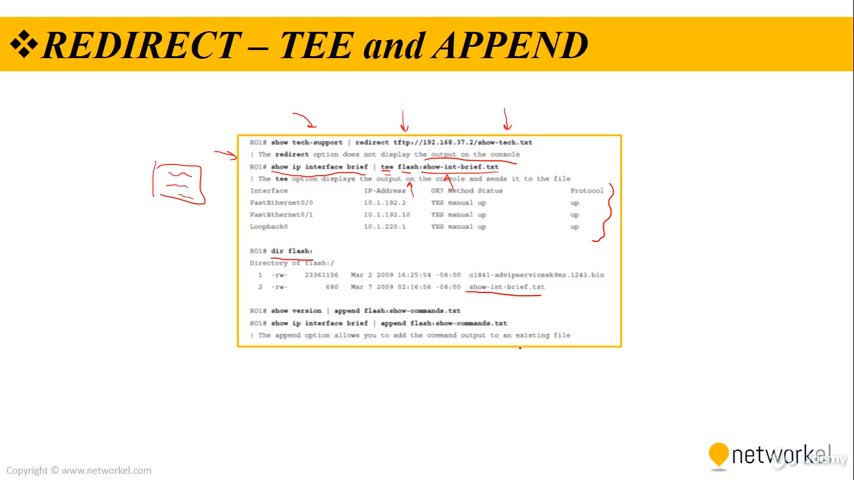 ❖REDIRECT – TEE and APPEND
RO1# show tech-support | redirect tftp://192.168.37.2/show-tech.txt
! The redirect option does not display the output on the console
RO1# show ip interface brief | tee flash:show-int-brief.txt
! The tee option displays the output on the console and sends it to the file
Interface IP-Address OK? Method Status Protocol
FastEthernet0/0 10.1.192.2 YES manual up up
FastEthernet0/1 10.1.192.10 YES manual up up
Loopback0 10.1.220.1 YES manual up up
RO1# dir flash:
Directory of flash:/
1 -rw- 23361156 Mar 2 2009 16:25:54 -08:00 c1841-advipservicesk9mz.1243.bin
2 -rw- 680 Mar 7 2009 02:16:56 -08:00 show-int-brief.txt
RO1# show version | append flash:show-commands.txt
RO1# show ip interface brief | append flash:show-commands.txt
! The append option allows you to add the command output to an existing file
networkel
Udemy
Copyright © www.networkel.com